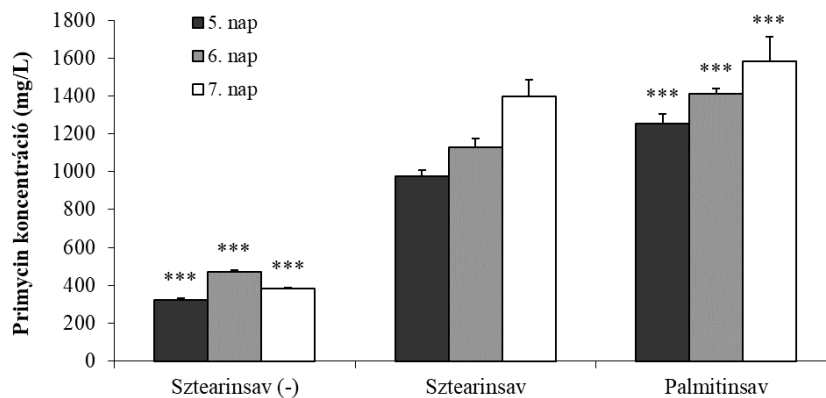 Primycin koncentráció (mg/L)
1800
1600
1400
1200
1000
800
600
400
200
0
5. nap
6. nap
7. nap
***
***
***
***
***
***
Sztearinsav (-)
Sztearinsav
Palmitinsav